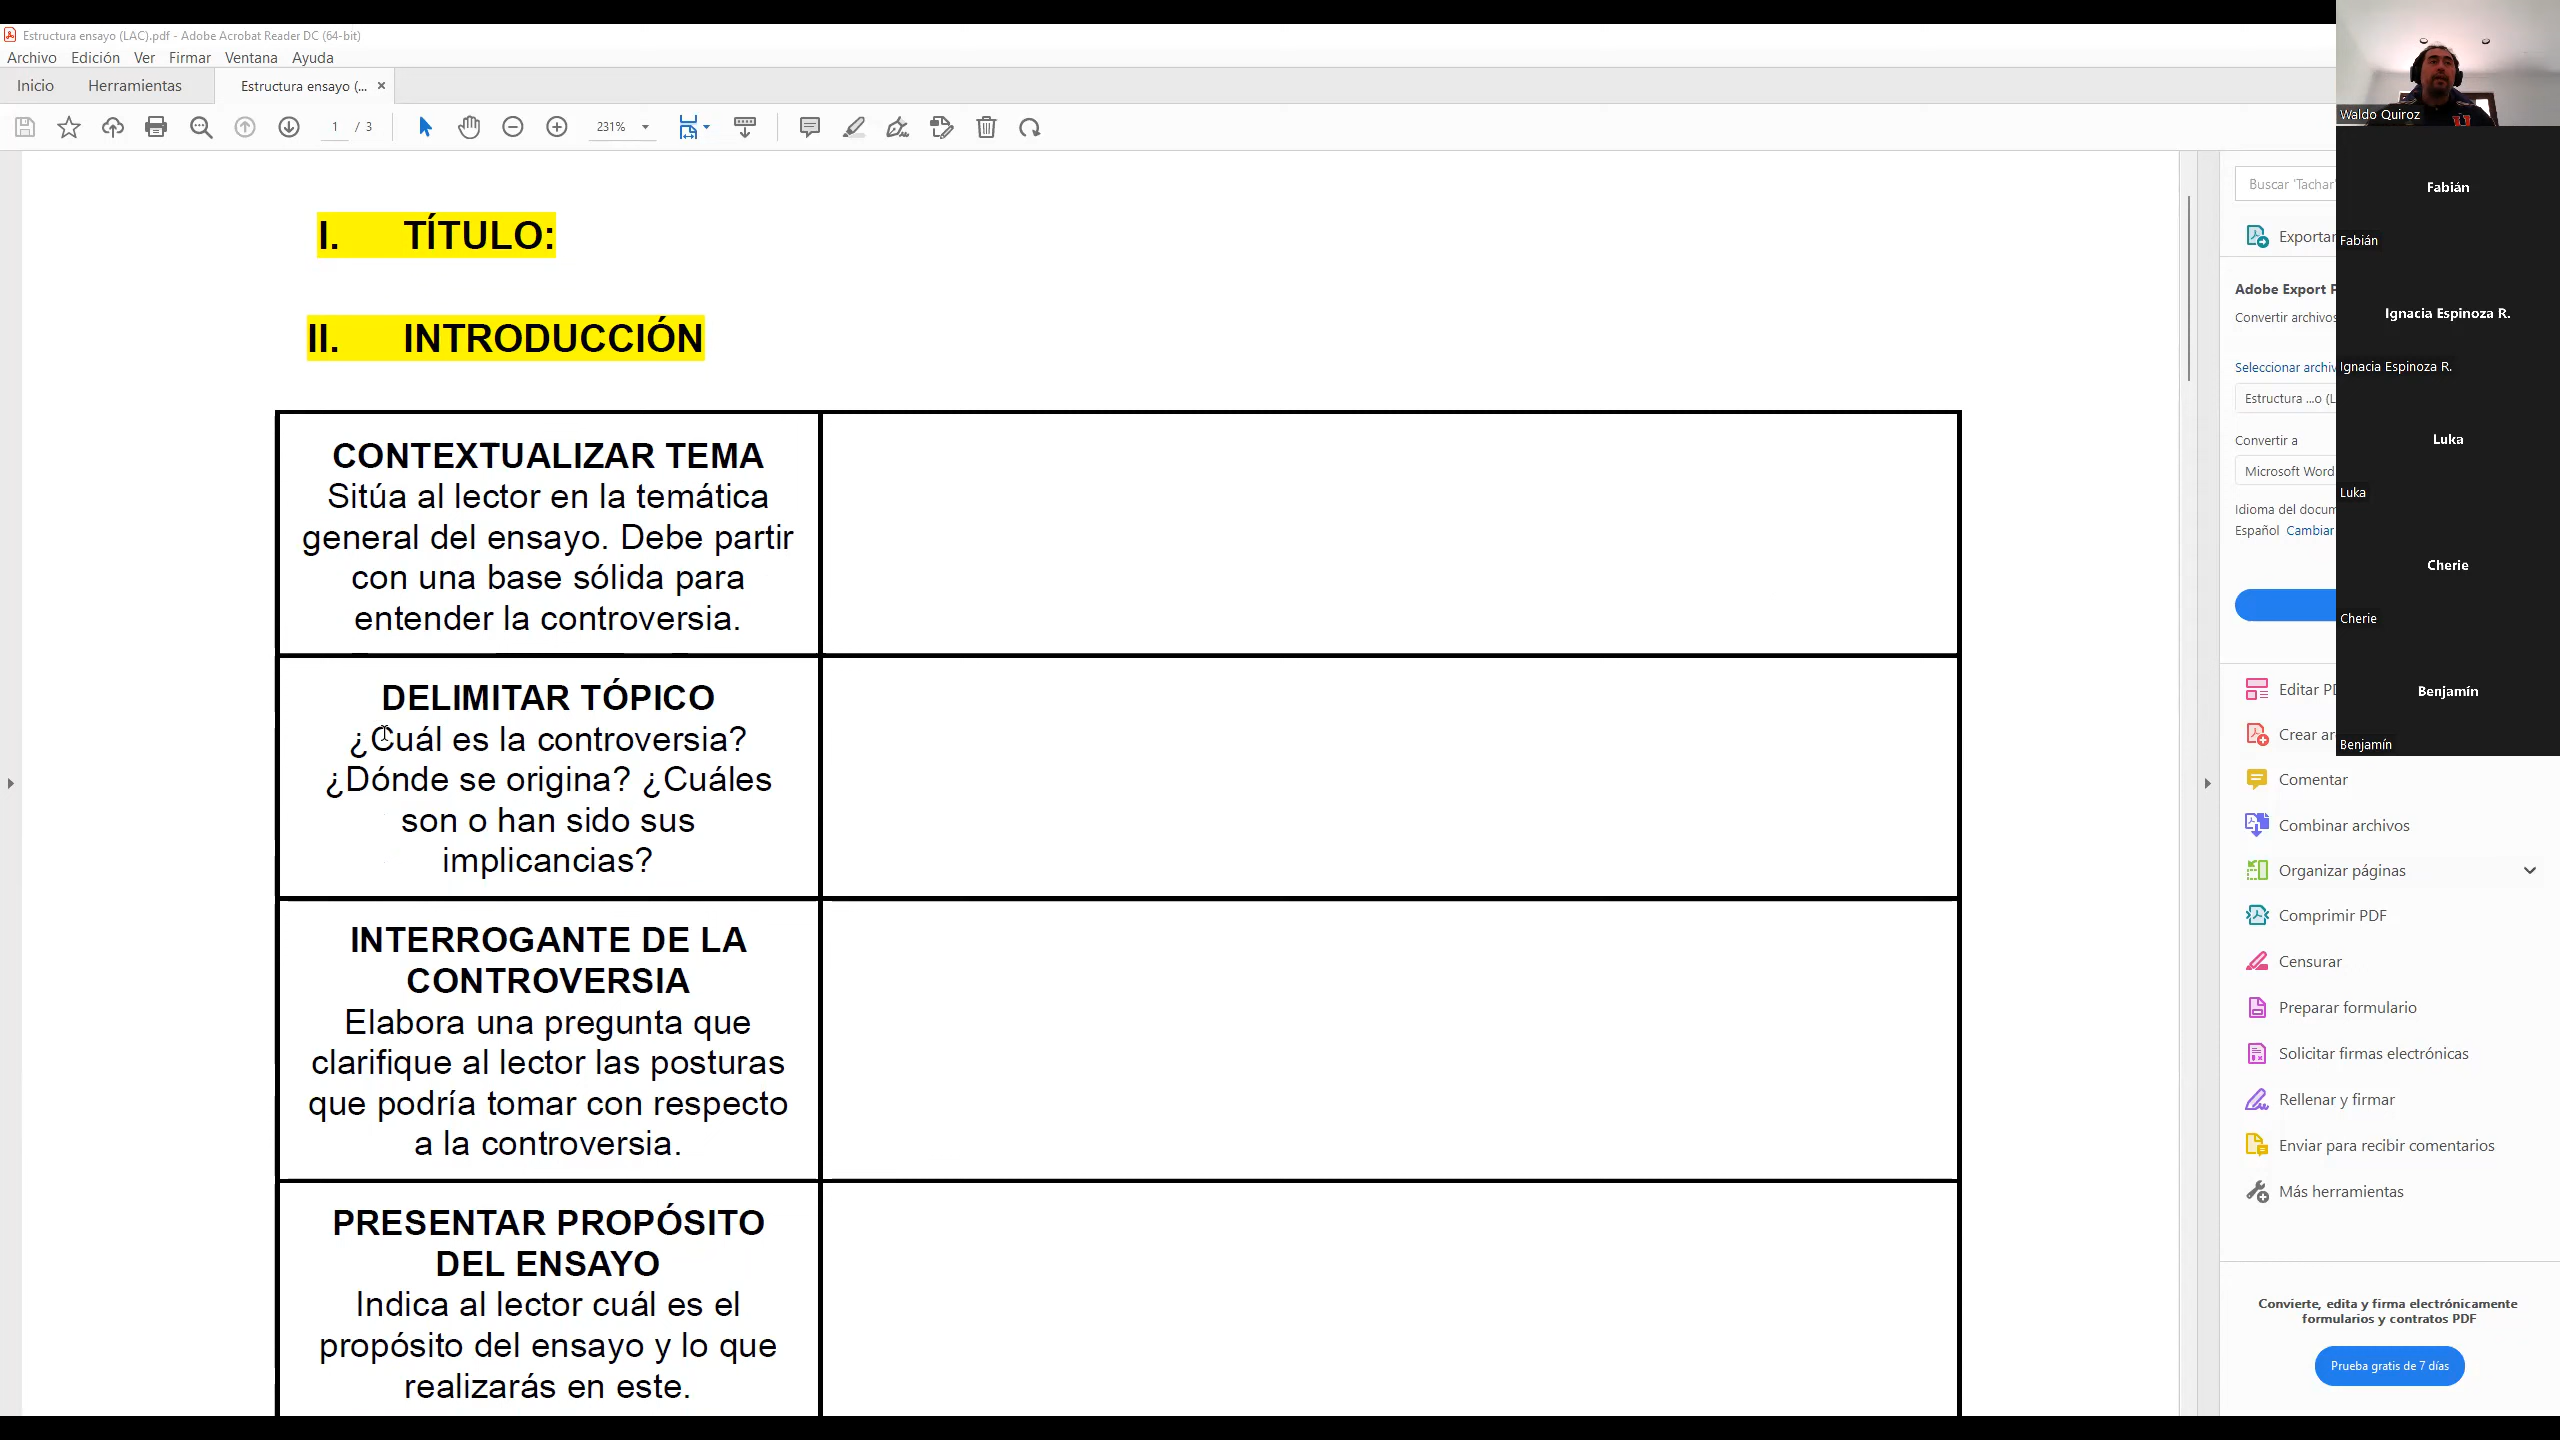 Estructura ensayo (LAC).pdf - Adobe Acrobat Reader DC (64-bit)
Archivo Edición Ver Firmar Ventana Ayuda
Inicio Herramientas Estructura ensayo (...
1 / 3 231%
I. TÍTULO:
II. INTRODUCCIÓN
CONTEXTUALIZAR TEMA
Sitúa al lector en la temática
general del ensayo. Debe partir
con una base sólida para
entender la controversia.
DELIMITAR TÓPICO
¿Cuál es la controversia?
¿Dónde se origina? ¿Cuáles
son o han sido sus
implicancias?
INTERROGANTE DE LA
CONTROVERSIA
Elabora una pregunta que
clarifique al lector las posturas
que podría tomar con respecto
a la controversia.
PRESENTAR PROPÓSITO
DEL ENSAYO
Indica al lector cuál es el
propósito del ensayo y lo que
realizarás en este.
Buscar 'Tachar'
Exportar
Adobe Export
Convertir archivos
Seleccionar
Estructura ...o (L
Convertir a
Microsoft Word
Idioma del
Español Cambiar
Editar
Crear
Comentar
Combinar archivos
Organizar páginas
Comprimir PDF
Censurar
Preparar formulario
Solicitar firmas electrónicas
Rellenar y firmar
Enviar para recibir comentarios
Más herramientas
Convierte, edita y firma electrónicamente
formularios y contratos PDF
Prueba gratis de 7 días
Waldo Quiroz
Fabián
Fabián
Ignacia Espinoza R.
Ignacia Espinoza R.
Luka
Luka
Cherie
Cherie
Benjamín
Benjamín